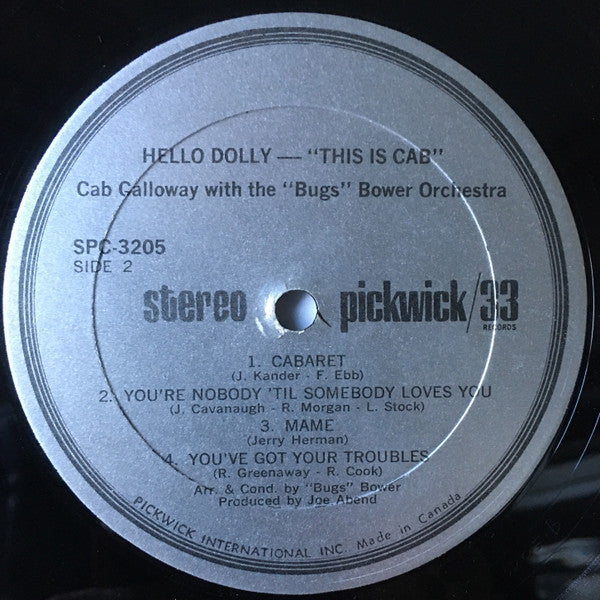 HELLO DOLLY — "THIS IS CAB"
Cab Calloway with the "Bugs" Bower Orchestra
SPC-3205
SIDE 2
stereo pickwick/33
RECORDS
1. CABARET
(J. Kander - F. Ebb)
2. YOU'RE NOBODY 'TIL SOMEBODY LOVES YOU
(J. Cavanaugh - R. Morgan - L. Stock)
3. MAME
(Jerry Herman)
4. YOU'VE GOT YOUR TROUBLES
(R. Greenaway - R. Cook)
Arr. & Cond. by "Bugs" Bower
Produced by Joe Abend
PICKWICK INTERNATIONAL INC. Made in Canada